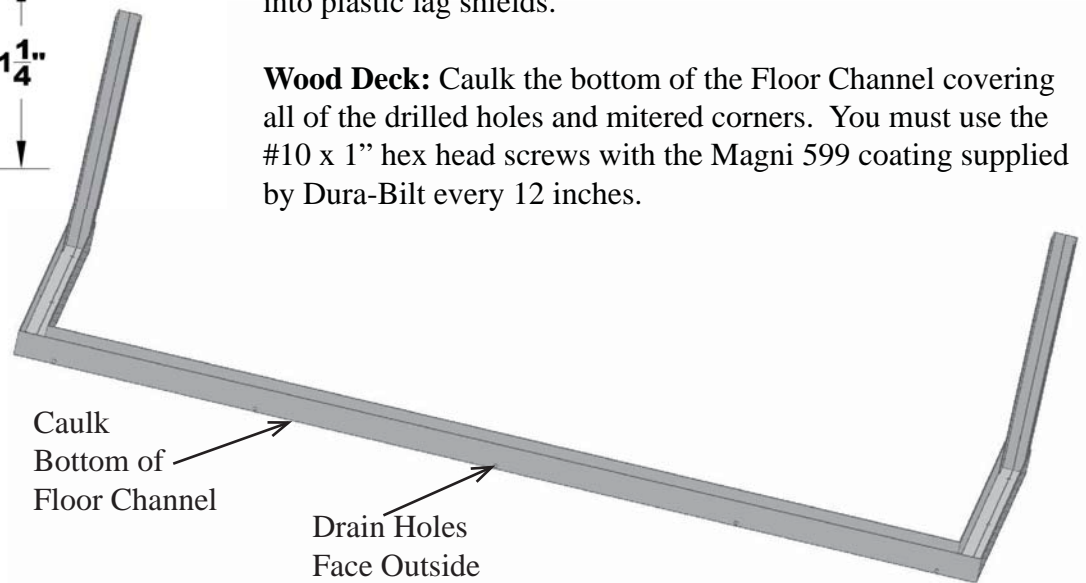 into plastic lag shields.
1 1/4"
Wood Deck: Caulk the bottom of the Floor Channel covering
all of the drilled holes and mitered corners.  You must use the
#10 x 1” hex head screws with the Magni 599 coating supplied
by Dura-Bilt every 12 inches.
Caulk
Bottom of
Floor Channel
Drain Holes
Face Outside